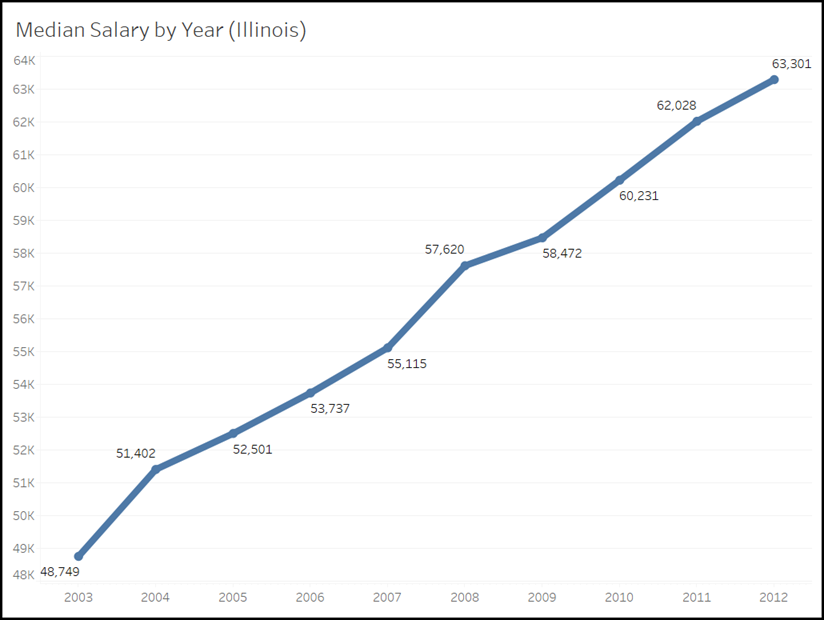 Median Salary by Year (Illinois)
64K
63,301
63K
62,028
62K
61K
60K
60,231
59K
57,620
58K
58,472
57K
56K
55K
55,115
54K
53,737
53K
51,402
52,501
52K
51K
50K
49K
48K 48,749
2003 2004 2005 2006 2007 2008 2009 2010 2011 2012